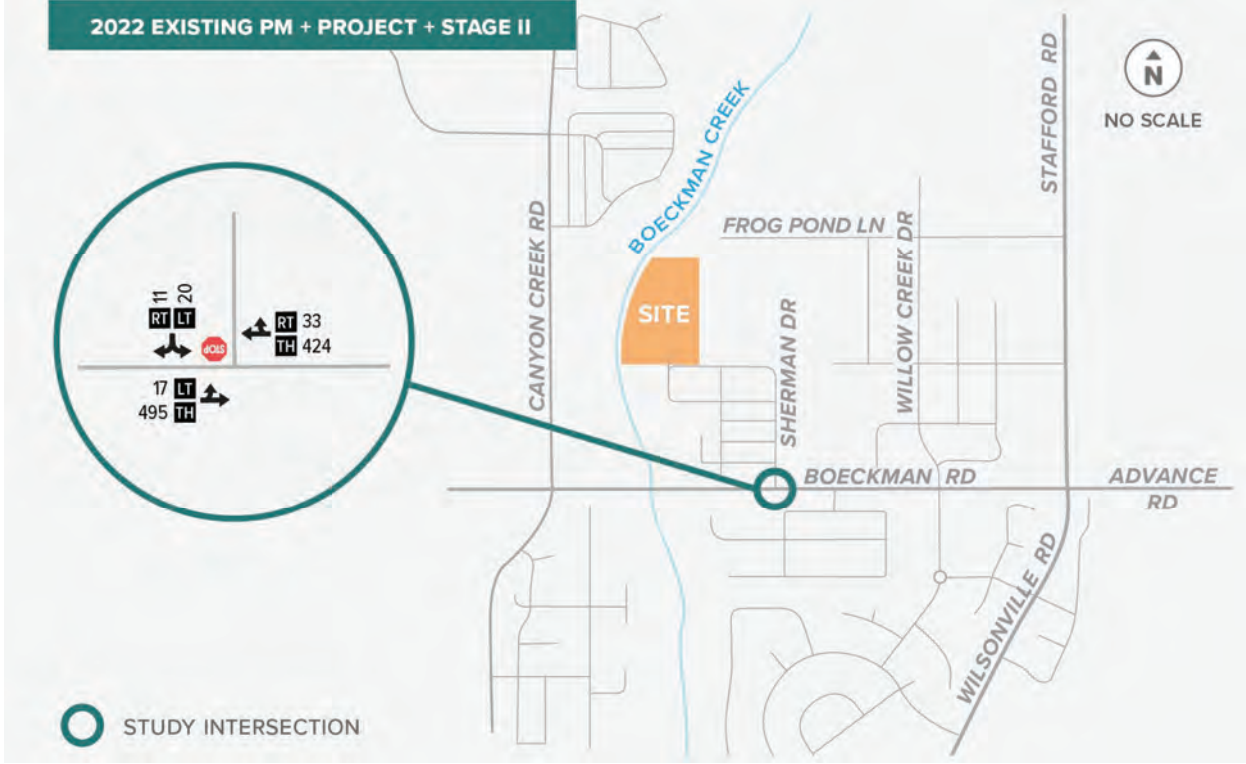 2022 EXISTING PM + PROJECT + STAGE II
N
NO SCALE
STAFFORD RD
BOECKMAN CREEK
CANYON CREEK RD
FROG POND LN
WILLOW CREEK DR
SITE
SHERMAN DR
11 20
RT LT
STOP
RT 33
TH 424
17 LT
495 TH
BOECKMAN RD
ADVANCE
RD
WILSONVILLE RD
STUDY INTERSECTION